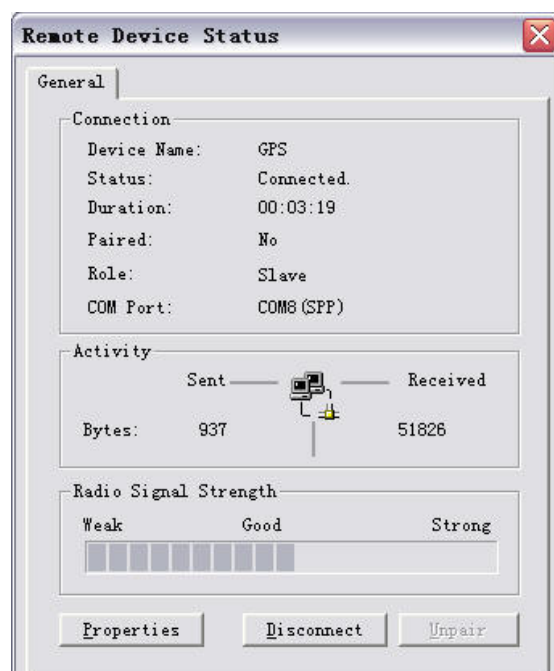 Remote Device Status
General
Connection
Device Name: GPS
Status: Connected.
Duration: 00:03:19
Paired: No
Role: Slave
COM Port: COM8(SPP)
Activity
Sent Received
Bytes: 937 51826
Radio Signal Strength
Weak Good Strong
Properties Disconnect Unpair